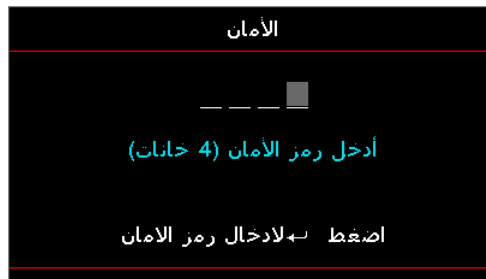 الأمان
أدخل رمز الأمان (4 خانات)
اضغط ↵ لادخال رمز الامان